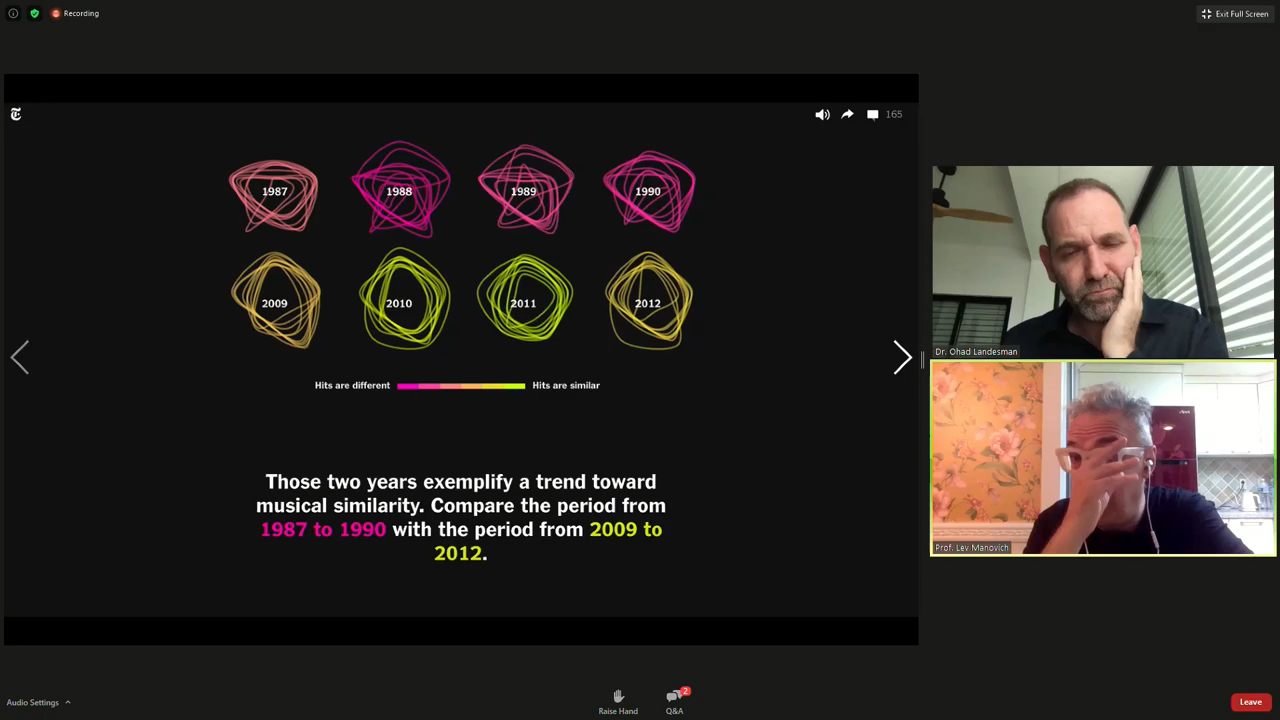 Recording
Exit Full Screen
165
1987
1988
1989
1990
2009
2010
2011
2012
Hits are different
Hits are similar
Those two years exemplify a trend toward
musical similarity. Compare the period from
1987 to 1990 with the period from 2009 to
2012.
Dr. Ohad Landesman
Prof. Lev Manovich
Audio Settings
Raise Hand
2
Q&A
Leave